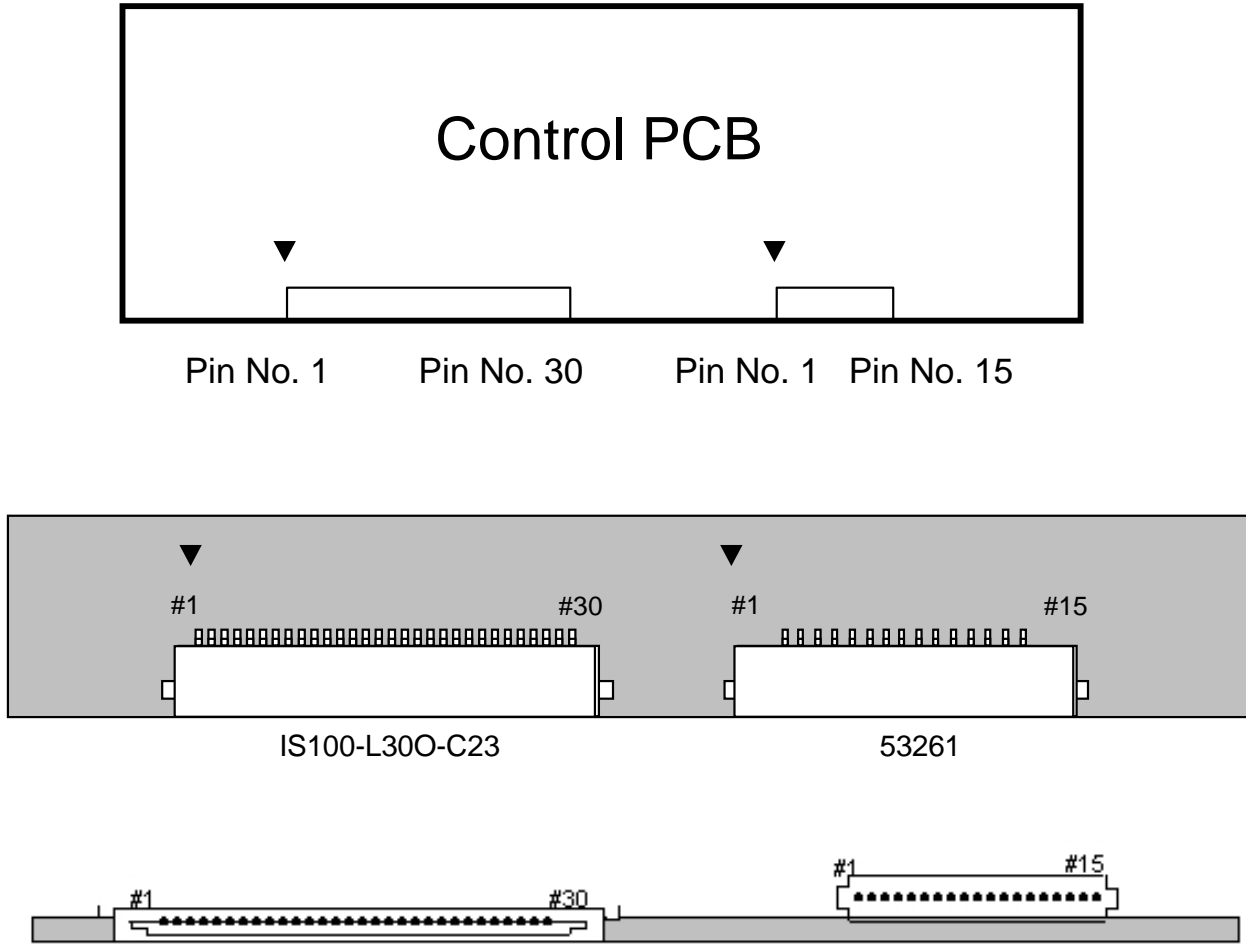 Control PCB
Pin No. 1 Pin No. 30 Pin No. 1 Pin No. 15
#1 #30 #1 #15
IS100-L30O-C23 53261
#1 #15
#1 #30